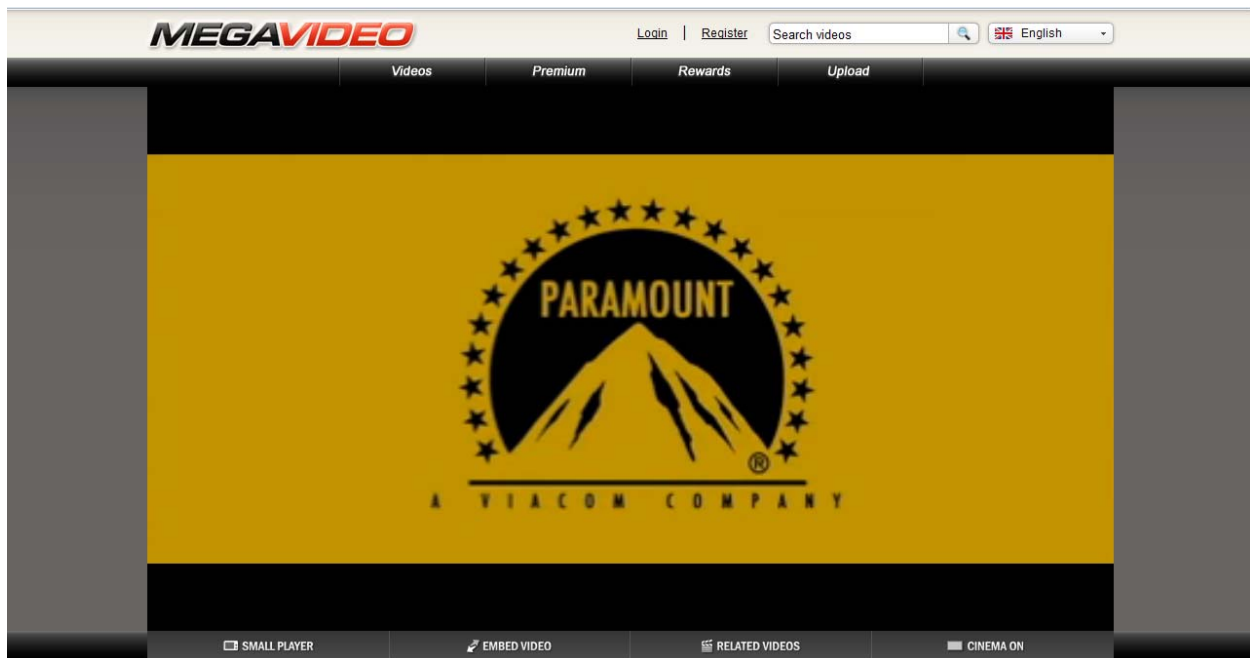 MEGAVIDEO
Login | Register Search videos English
Videos Premium Rewards Upload
PARAMOUNT
®
A VIACOM COMPANY
SMALL PLAYER EMBED VIDEO RELATED VIDEOS CINEMA ON